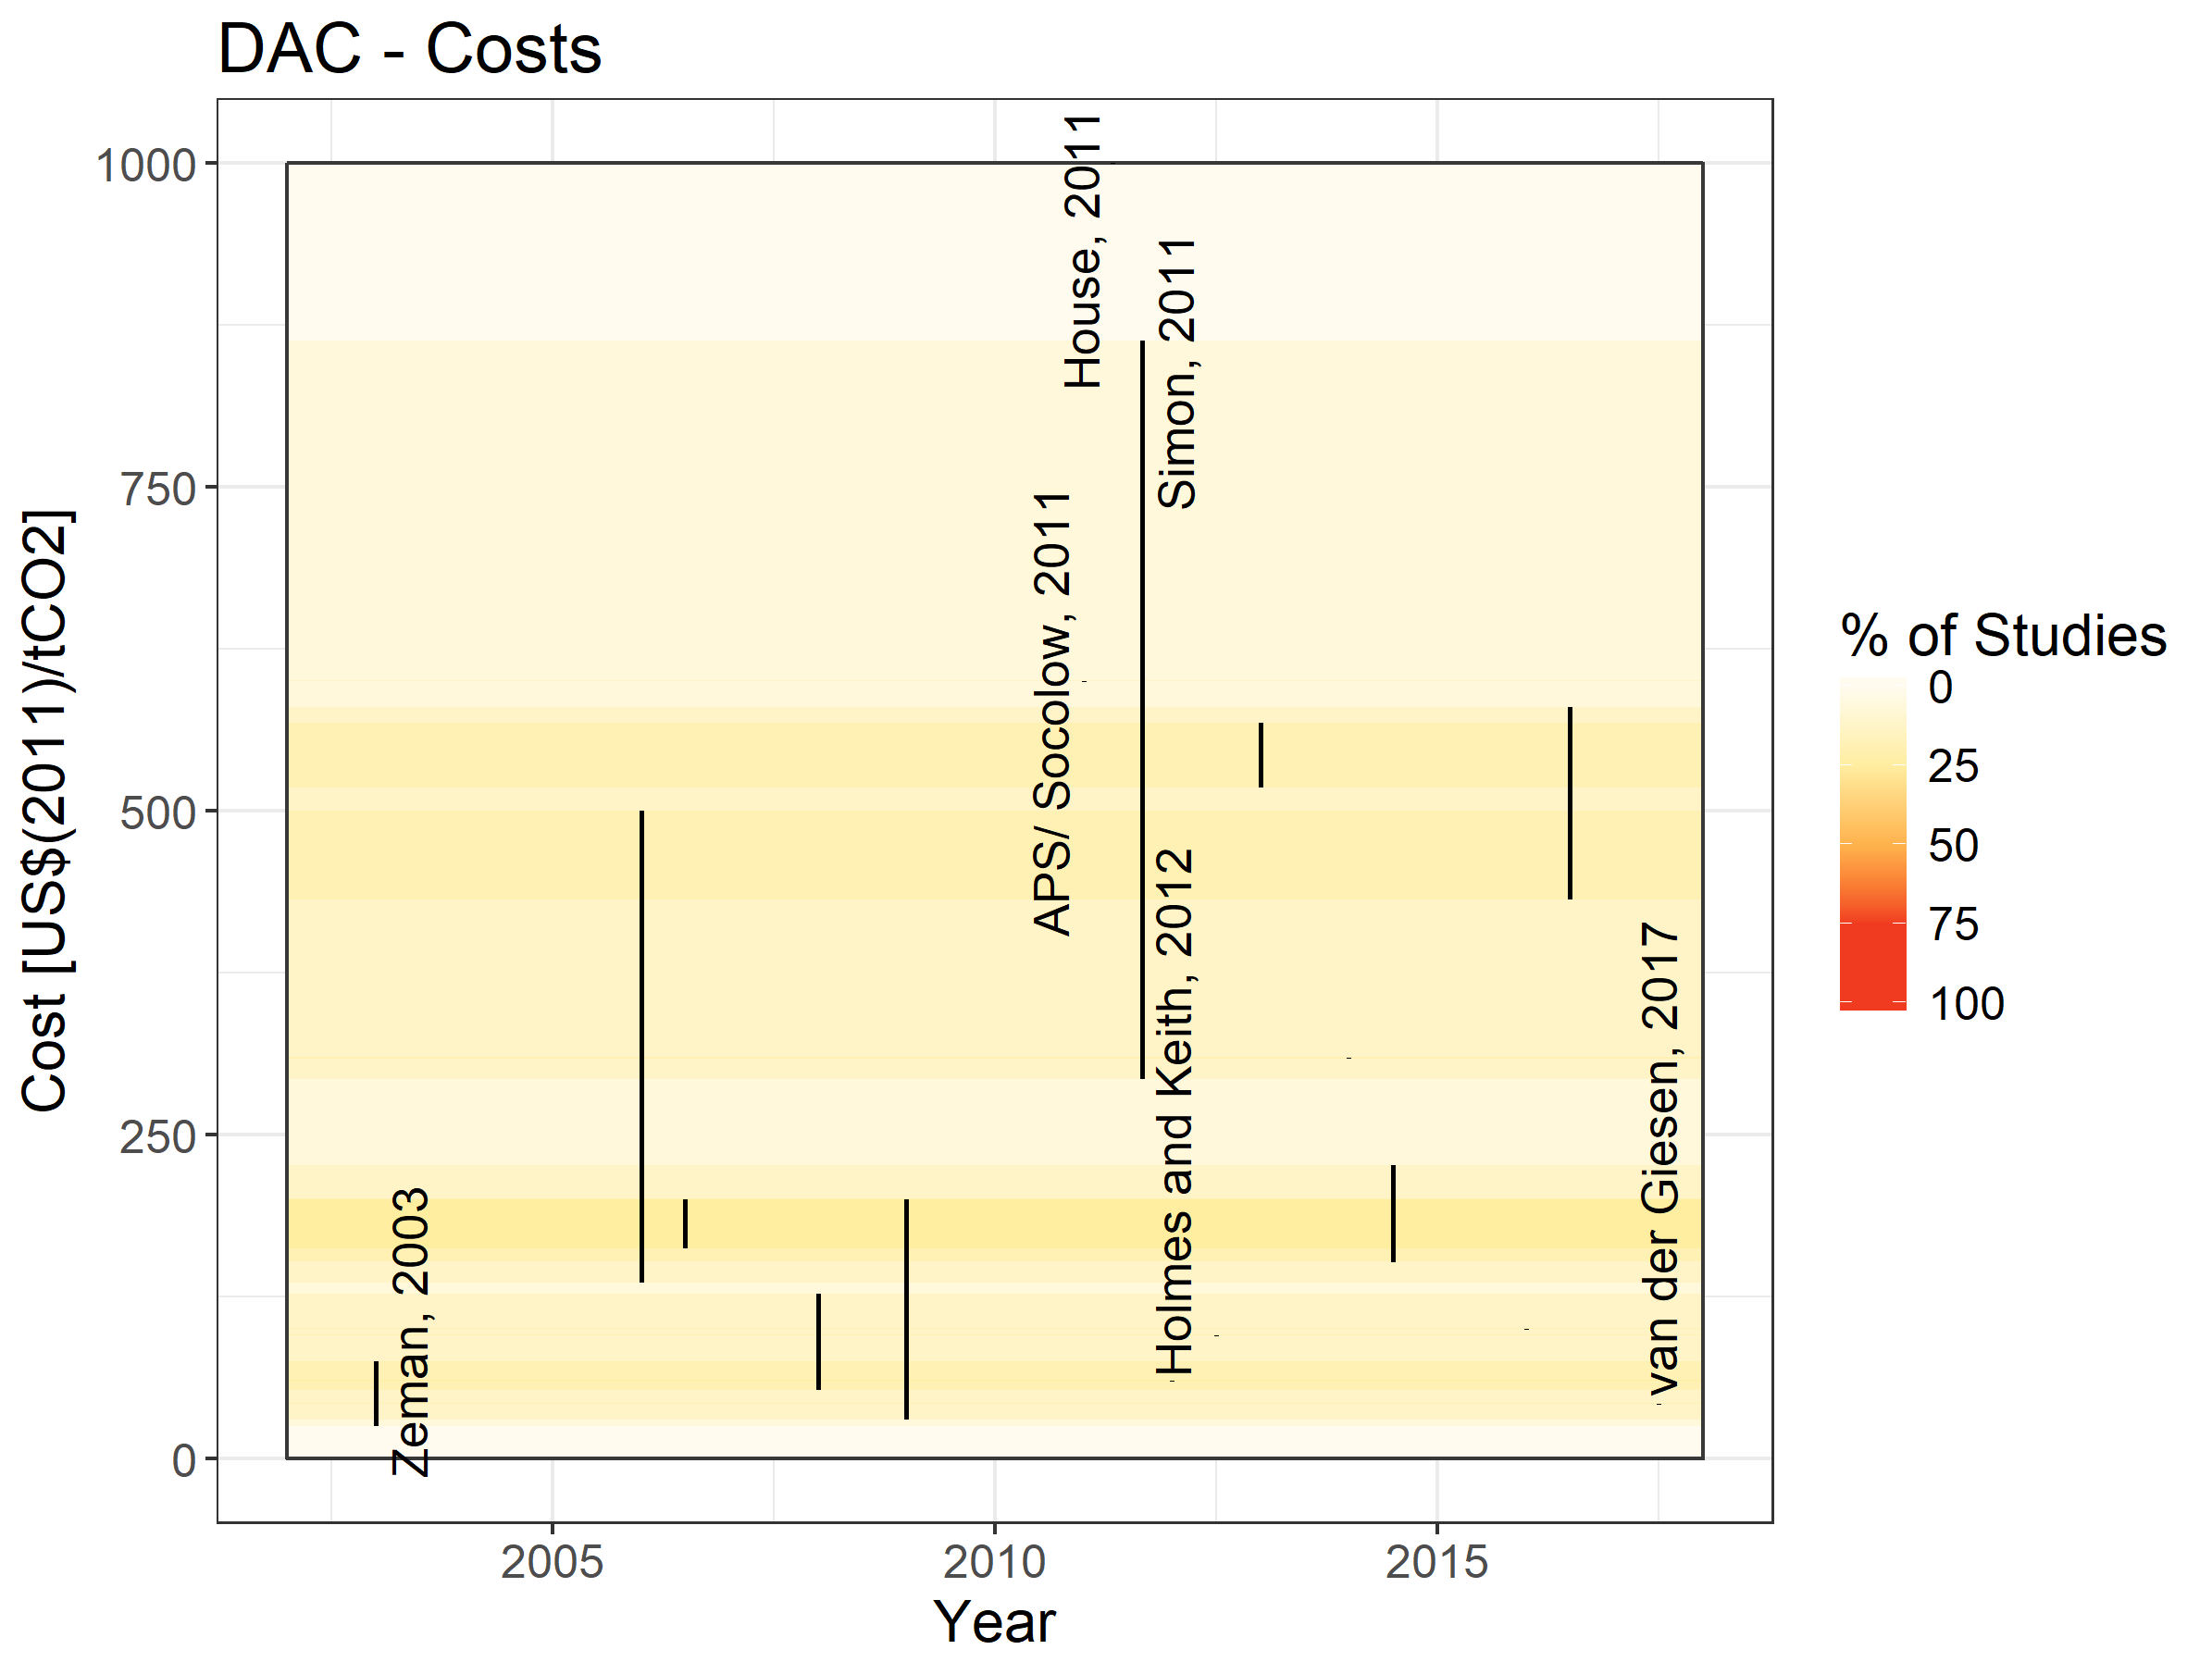 DAC - Costs
Cost [US$(2011)/tCO2]
1000
750
500
250
0
Zeman, 2003
APS/ Socolow, 2011
House, 2011
Simon, 2011
Holmes and Keith, 2012
van der Giesen, 2017
2005
2010
2015
Year
% of Studies
0
25
50
75
100